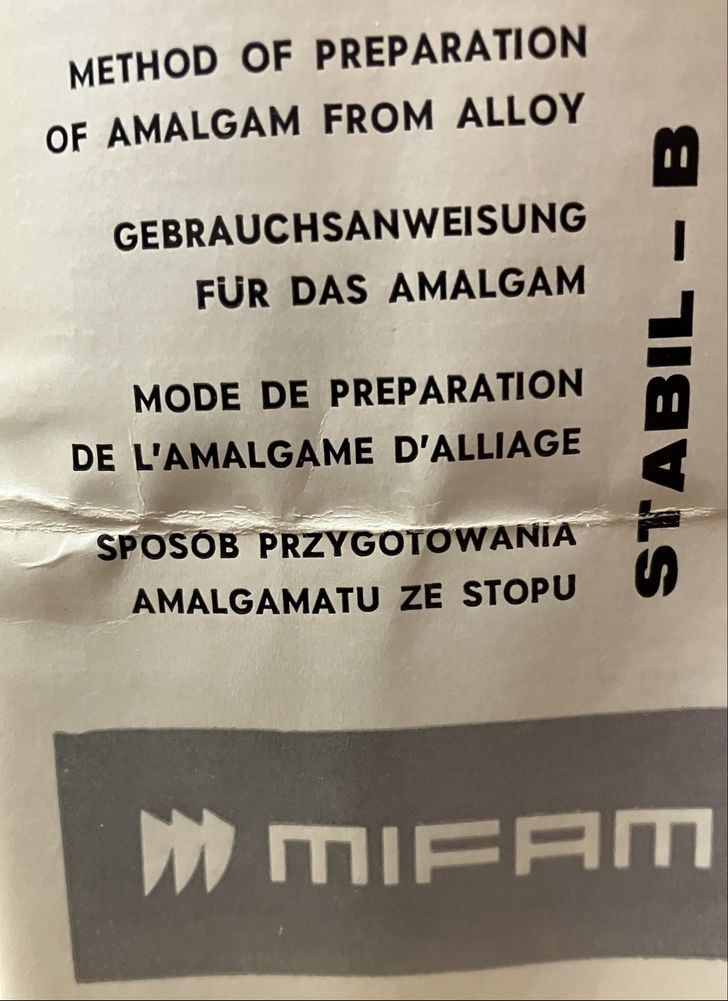 METHOD OF PREPARATION
OF AMALGAM FROM ALLOY
GEBRAUCHSANWEISUNG
FÜR DAS AMALGAM
MODE DE PREPARATION
DE L'AMALGAME D'ALLIAGE
SPOSÓB PRZYGOTOWANIA
AMALGAMATU ZE STOPU
STABIL – B
MIFAM